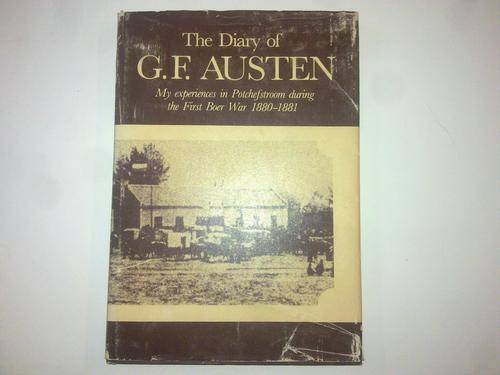 The Diary of
G.F. AUSTEN
My experiences in Potchefstroom during
the First Boer War 1880–1881